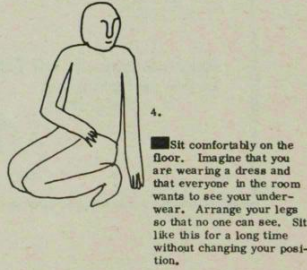 4.
Sit comfortably on the
floor. Imagine that you
are wearing a dress and
that everyone in the room
wants to see your under-
wear. Arrange your legs
so that no one can see. Sit
like this for a long time
without changing your posi-
tion.